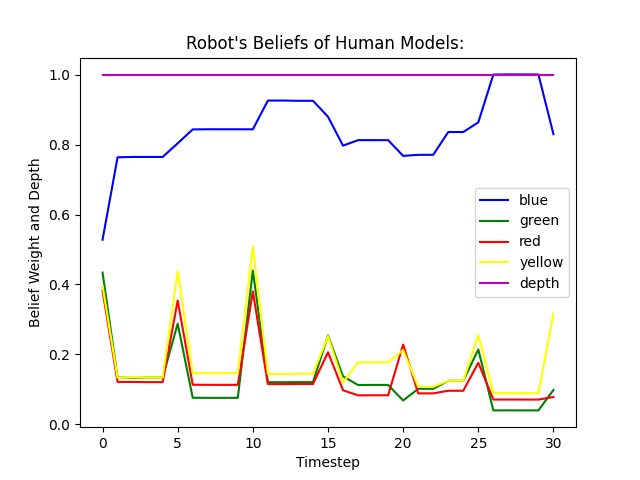 Robot's Beliefs of Human Models:
Belief Weight and Depth
1.0
0.8
0.6
0.4
0.2
0.0
blue
green
red
yellow
depth
0 5 10 15 20 25 30
Timestep